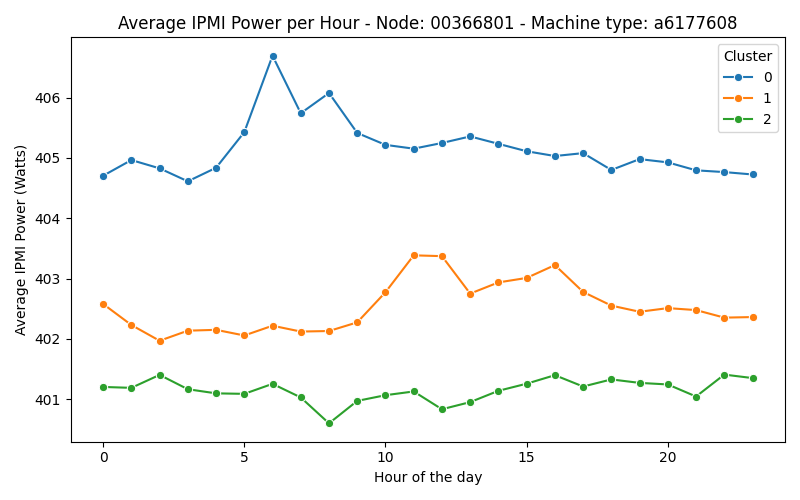 Average IPMI Power per Hour - Node: 00366801 - Machine type: a6177608
Cluster
0
1
2
406
405
404
403
402
401
Average IPMI Power (Watts)
0 5 10 15 20
Hour of the day